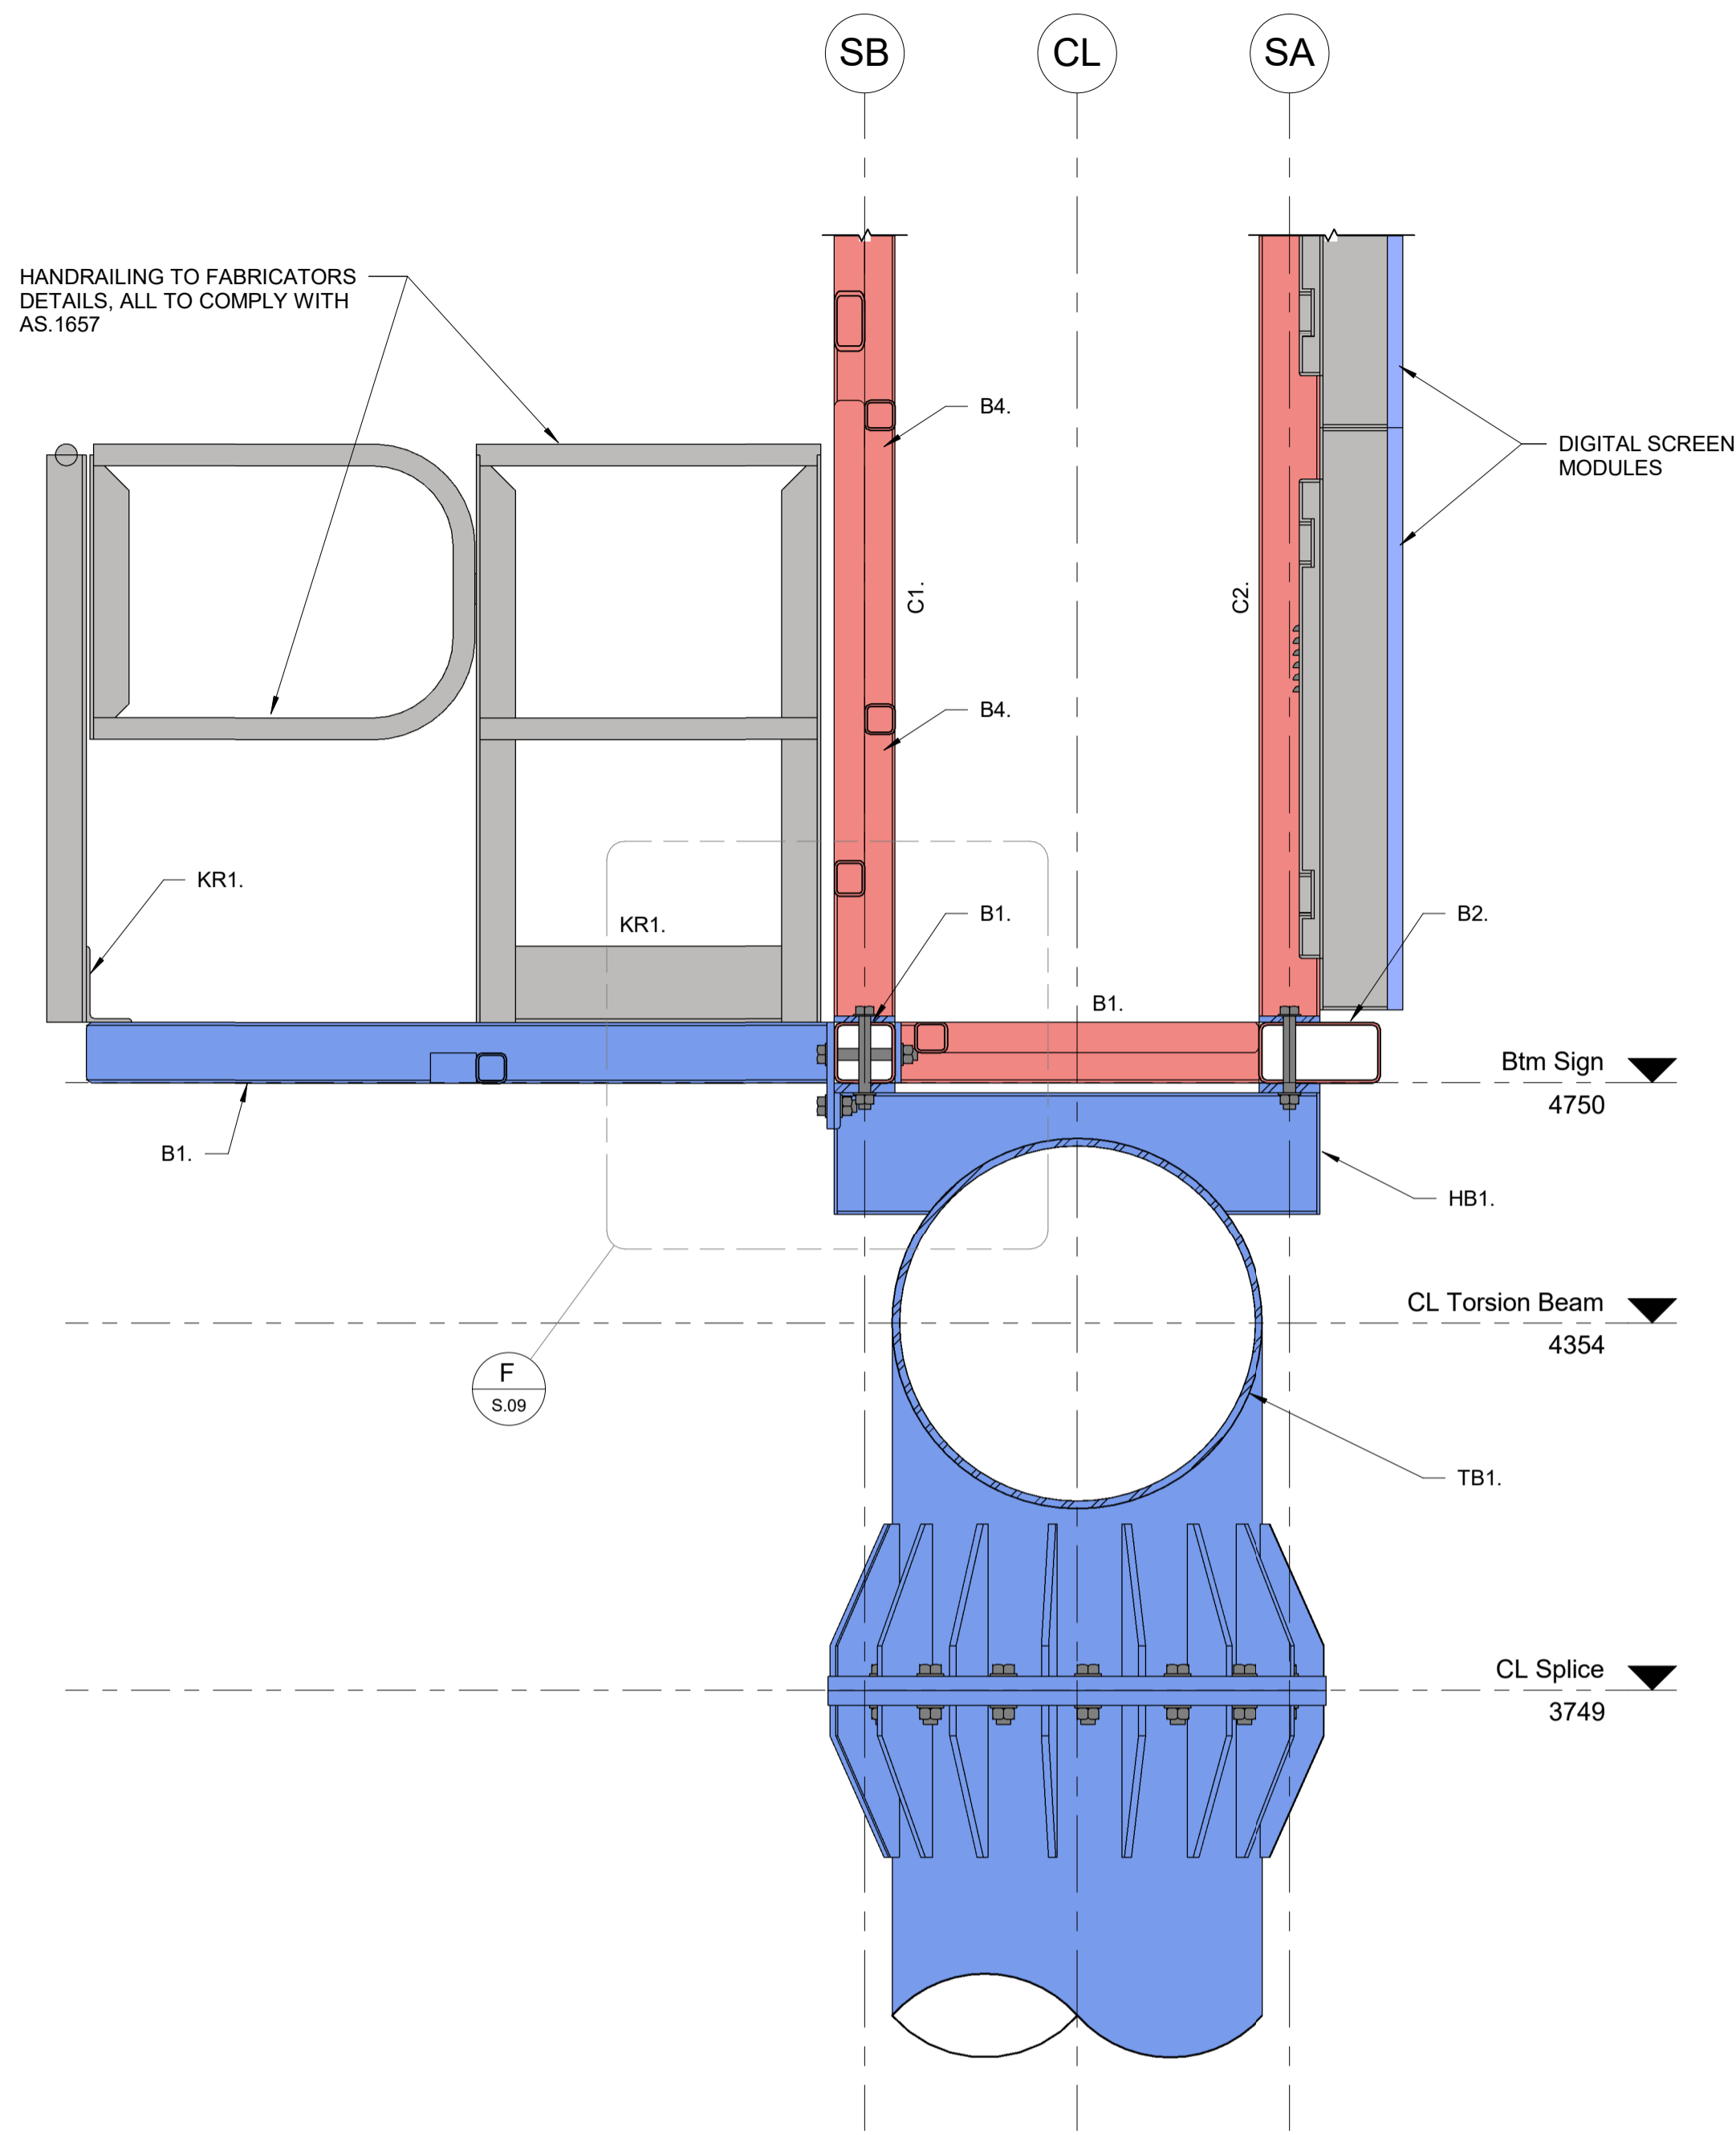 SB
CL
SA
HANDRAILING TO FABRICATORS
DETAILS, ALL TO COMPLY WITH
AS.1657
B4.
DIGITAL SCREEN
MODULES
C1.
C2.
B4.
KR1.
KR1.
B1.
B2.
B1.
Btm Sign
4750
B1.
HB1.
CL Torsion Beam
4354
F
S.09
TB1.
CL Splice
3749